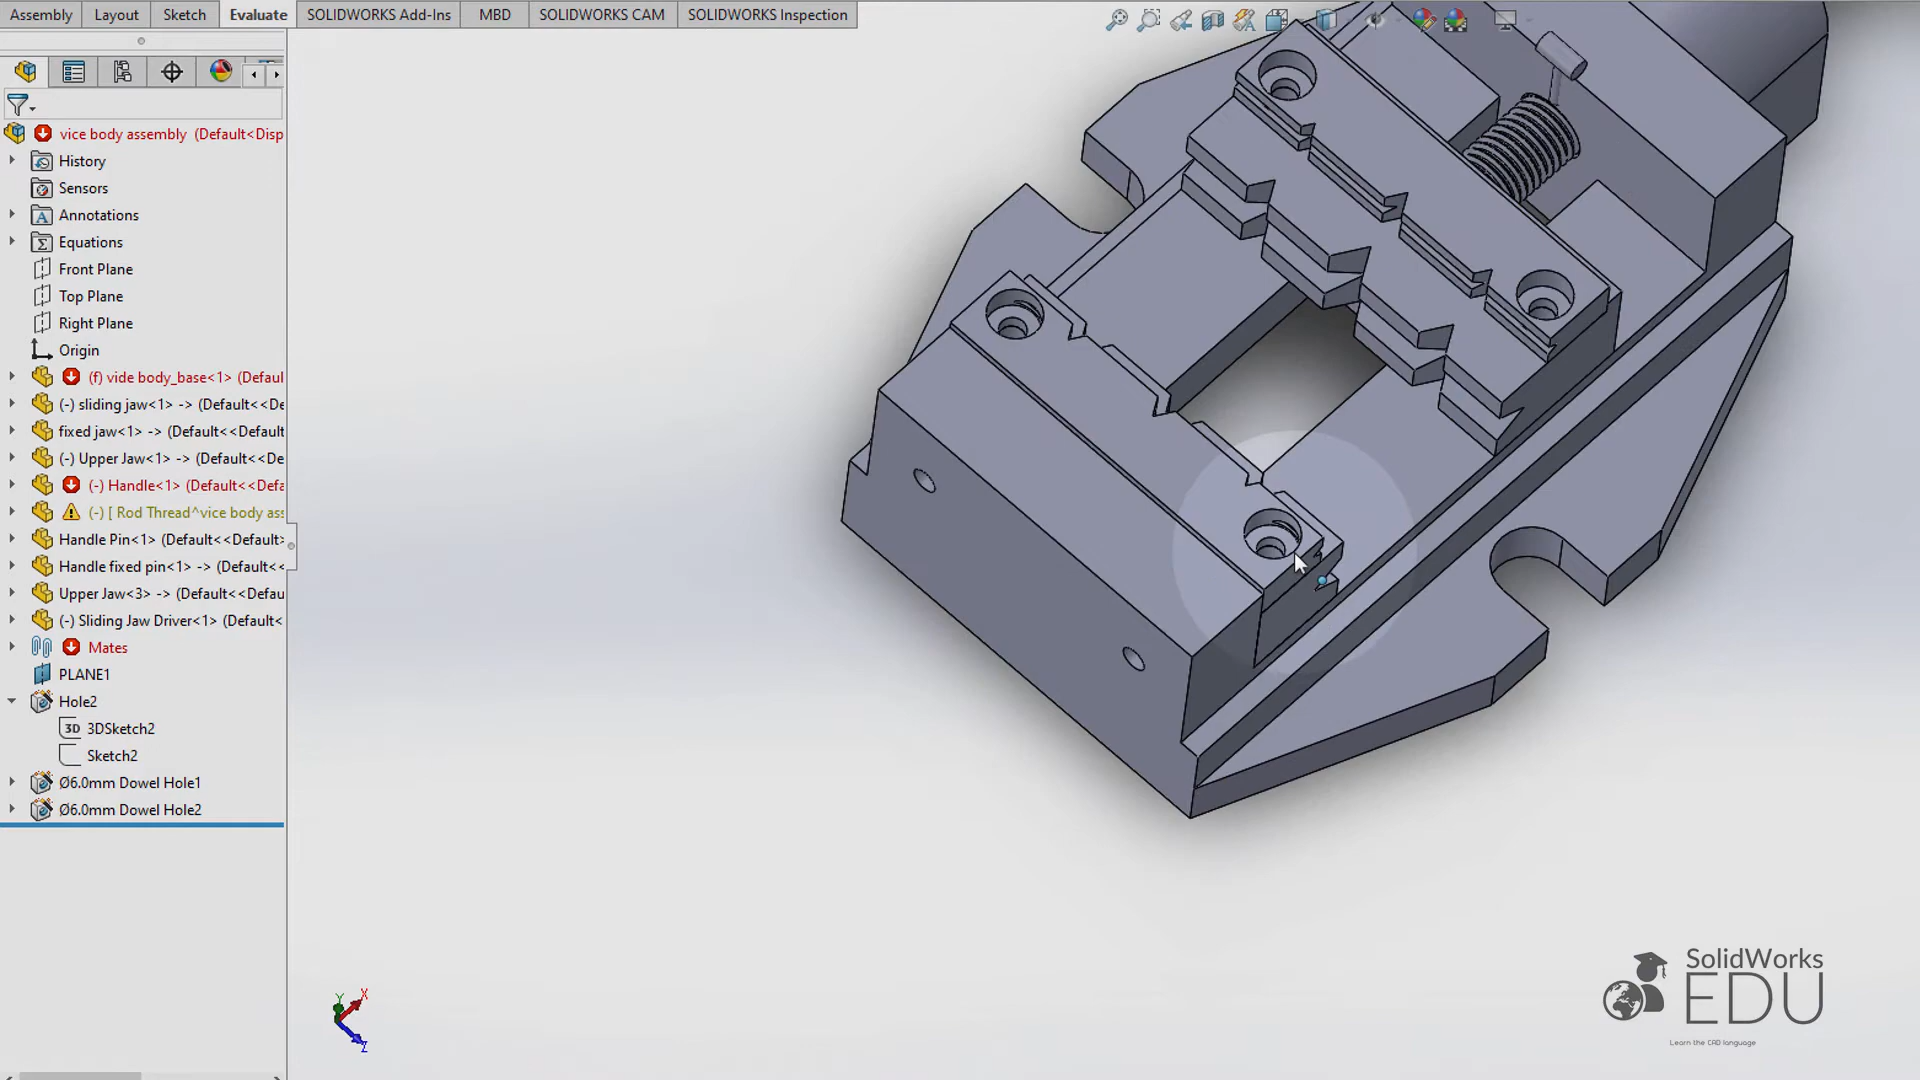 Assembly Layout Sketch Evaluate SOLIDWORKS Add-Ins MBD SOLIDWORKS CAM SOLIDWORKS Inspection
vice body assembly (Default<Disp
History
Sensors
Annotations
Equations
Front Plane
Top Plane
Right Plane
Origin
(f) vide body_base<1> (Defaul
(-) sliding jaw<1> -> (Default<<De
fixed jaw<1> -> (Default<<Default
(-) Upper Jaw<1> -> (Default<<De
(-) Handle<1> (Default<<Defa
(-) [ Rod Thread^vice body ass
Handle Pin<1> (Default<<Default>
Handle fixed pin<1> -> (Default<<
Upper Jaw<3> -> (Default<<Defau
(-) Sliding Jaw Driver<1> (Default<
Mates
PLANE1
Hole2
3D 3DSketch2
Sketch2
Ø6.0mm Dowel Hole1
Ø6.0mm Dowel Hole2
Y X
Z
SolidWorks
EDU
Learn the CAD language